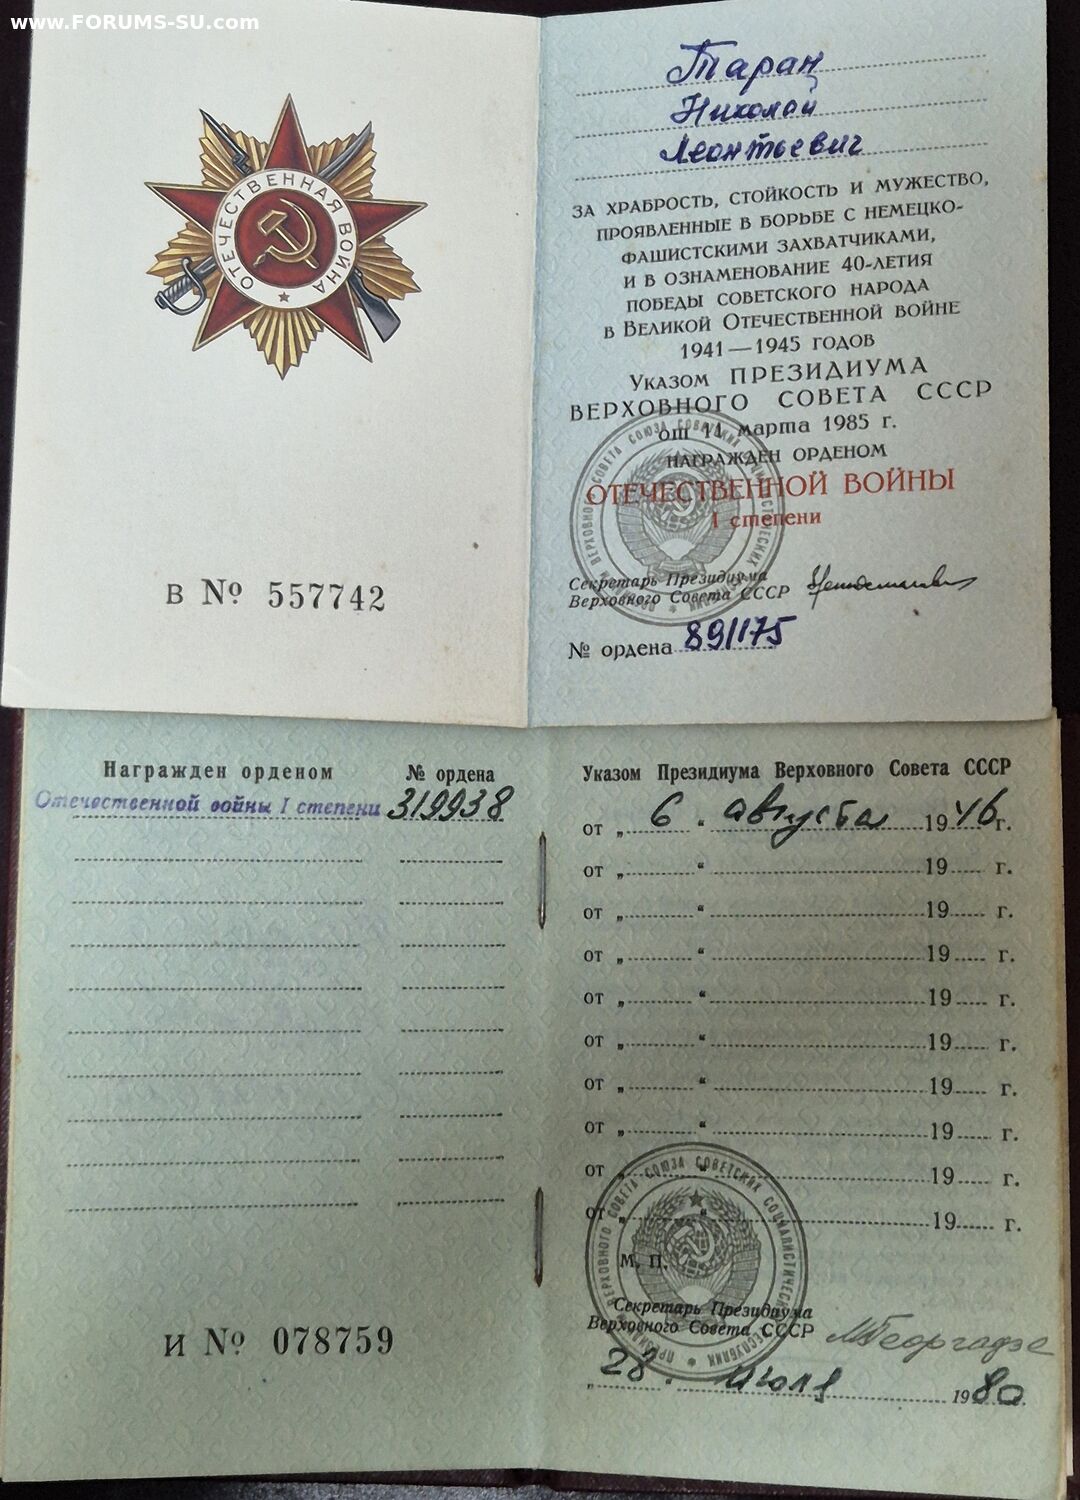 www.FORUMS-SU.com
ОТЕЧЕСТВЕННАЯ ВОЙНА
В № 557742
Таран
Николай
Леонтьевич
ЗА ХРАБРОСТЬ, СТОЙКОСТЬ И МУЖЕСТВО,
ПРОЯВЛЕННЫЕ В БОРЬБЕ С НЕМЕЦКО-
ФАШИСТСКИМИ ЗАХВАТЧИКАМИ,
И В ОЗНАМЕНОВАНИЕ 40-ЛЕТИЯ
ПОБЕДЫ СОВЕТСКОГО НАРОДА
В ВЕЛИКОЙ ОТЕЧЕСТВЕННОЙ ВОЙНЕ
1941—1945 ГОДОВ
УКАЗОМ ПРЕЗИДИУМА
ВЕРХОВНОГО СОВЕТА СССР
от 11 марта 1985 г.
НАГРАЖДЕН ОРДЕНОМ
ОТЕЧЕСТВЕННОЙ ВОЙНЫ
I степени
Секретарь Президиума
Верховного Совета СССР
№ ордена 891175
Награжден орденом № ордена
Отечественной войны I степени 319938
И № 078759
Указом Президиума Верховного Совета СССР
от „ 6 “ августа 1946 г.
от „ “ 19 г.
от „ “ 19 г.
от „ “ 19 г.
от „ “ 19 г.
от „ “ 19 г.
от „ “ 19 г.
от „ “ 19 г.
от „ “ 19 г.
от „ “ 19 г.
М. П.
Секретарь Президиума
Верховного Совета СССР М Георгадзе
„ 28 " июля 1980 г.